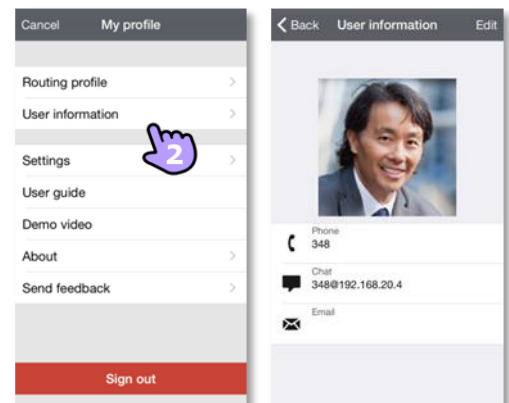 Cancel My profile
Routing profile
User information
2
Settings
User guide
Demo video
About
Send feedback
Sign out
Back User information Edit
Phone
348
Chat
348@192.168.20.4
Email